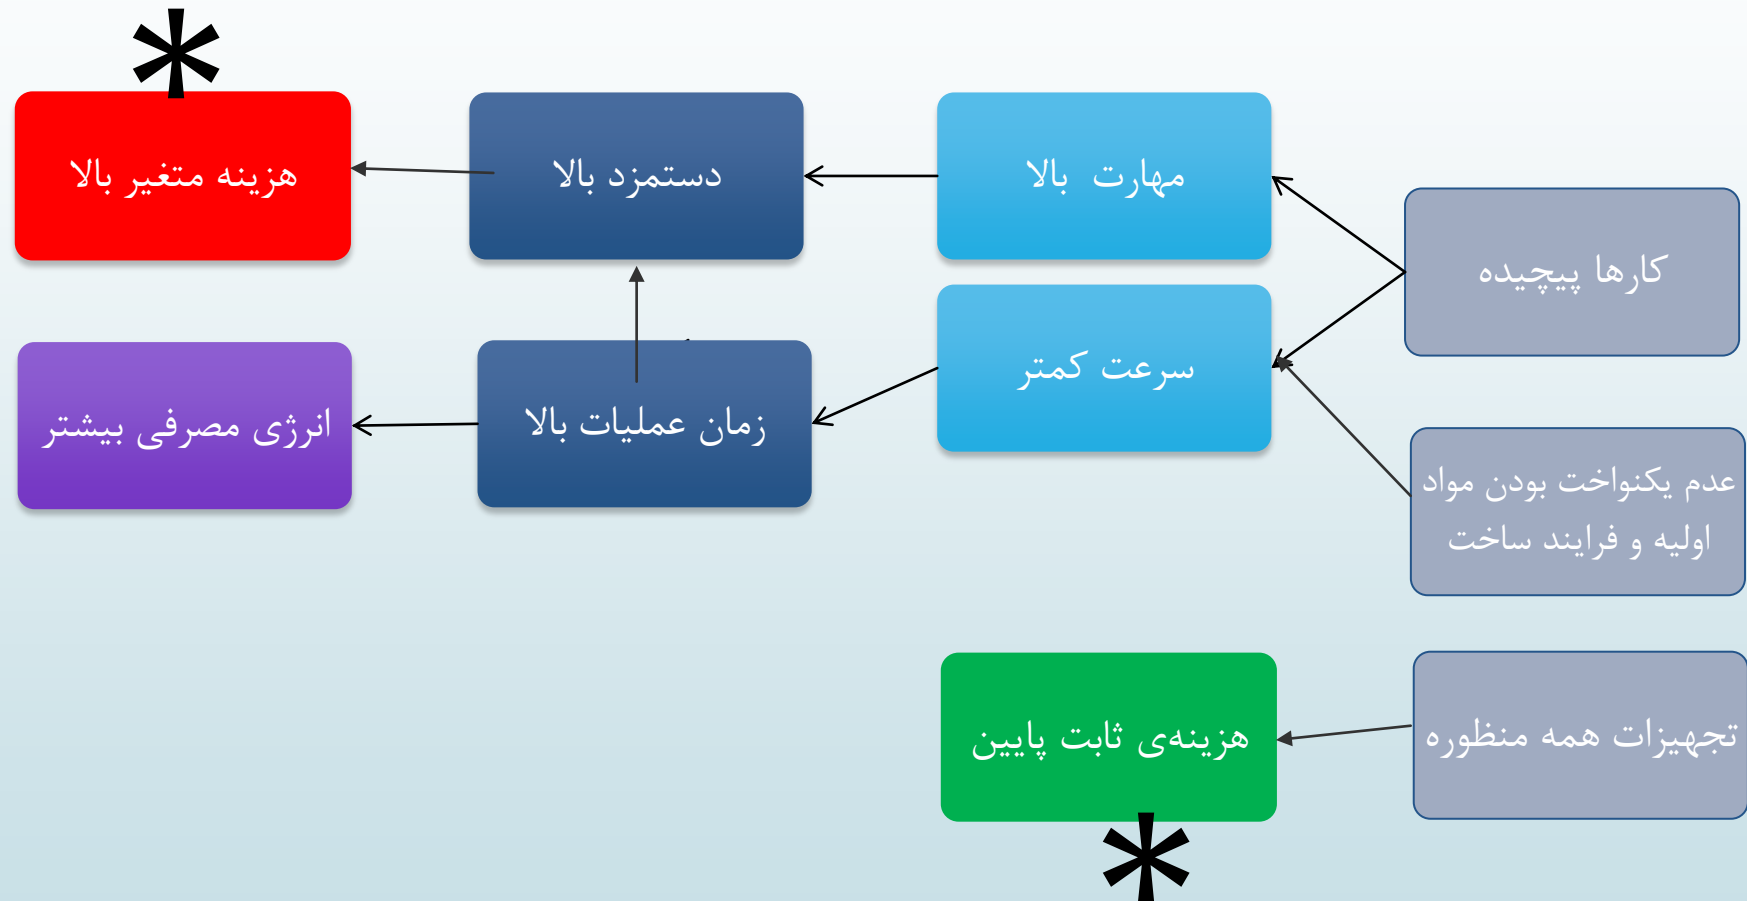 *
هزینه متغیر بالا
دستمزد بالا
مهارت بالا
کارها پیچیده
سرعت کمتر
زمان عملیات بالا
انرژی مصرفی بیشتر
عدم یکنواخت بودن مواد
اولیه و فرایند ساخت
تجهیزات همه منظوره
هزینه‌ی ثابت پایین
*